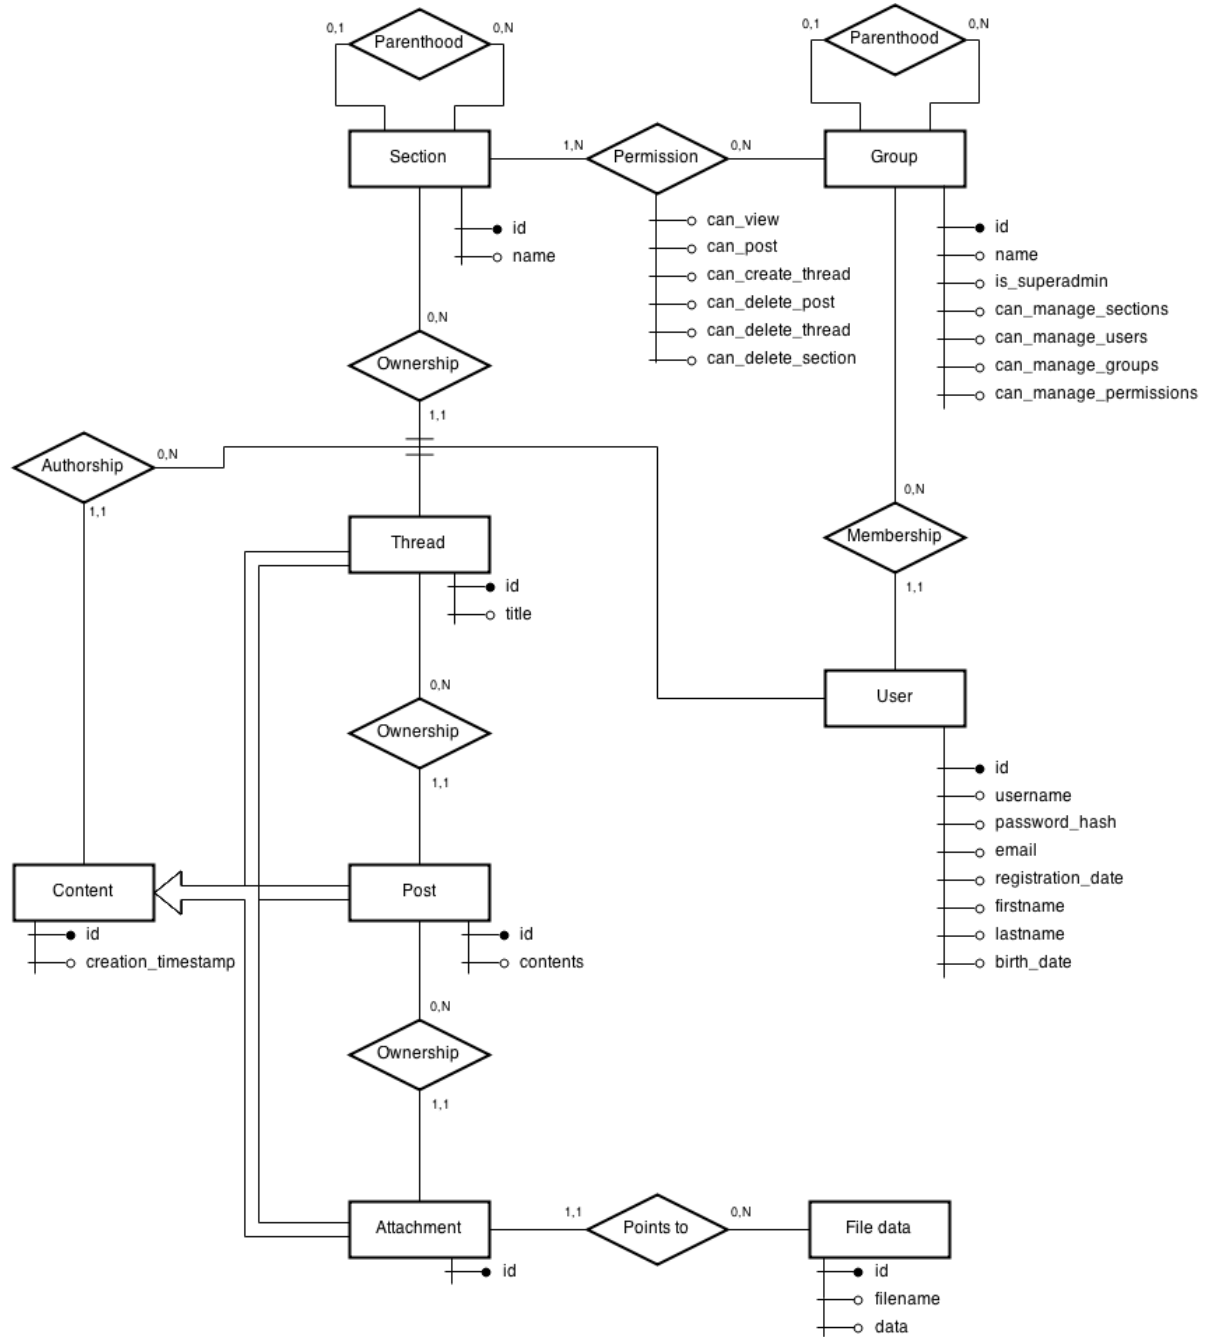 0,1
Parenthood
0,N
0,1
Parenthood
0,N
Section
1,N
Permission
0,N
Group
id
name
can_view
can_post
can_create_thread
can_delete_post
can_delete_thread
can_delete_section
id
name
is_superadmin
can_manage_sections
can_manage_users
can_manage_groups
can_manage_permissions
0,N
Ownership
1,1
Authorship
0,N
1,1
0,N
Membership
1,1
Thread
id
title
0,N
Ownership
1,1
User
id
username
password_hash
email
registration_date
firstname
lastname
birth_date
Content
id
creation_timestamp
Post
id
contents
0,N
Ownership
1,1
Attachment
id
1,1
Points to
0,N
File data
id
filename
data